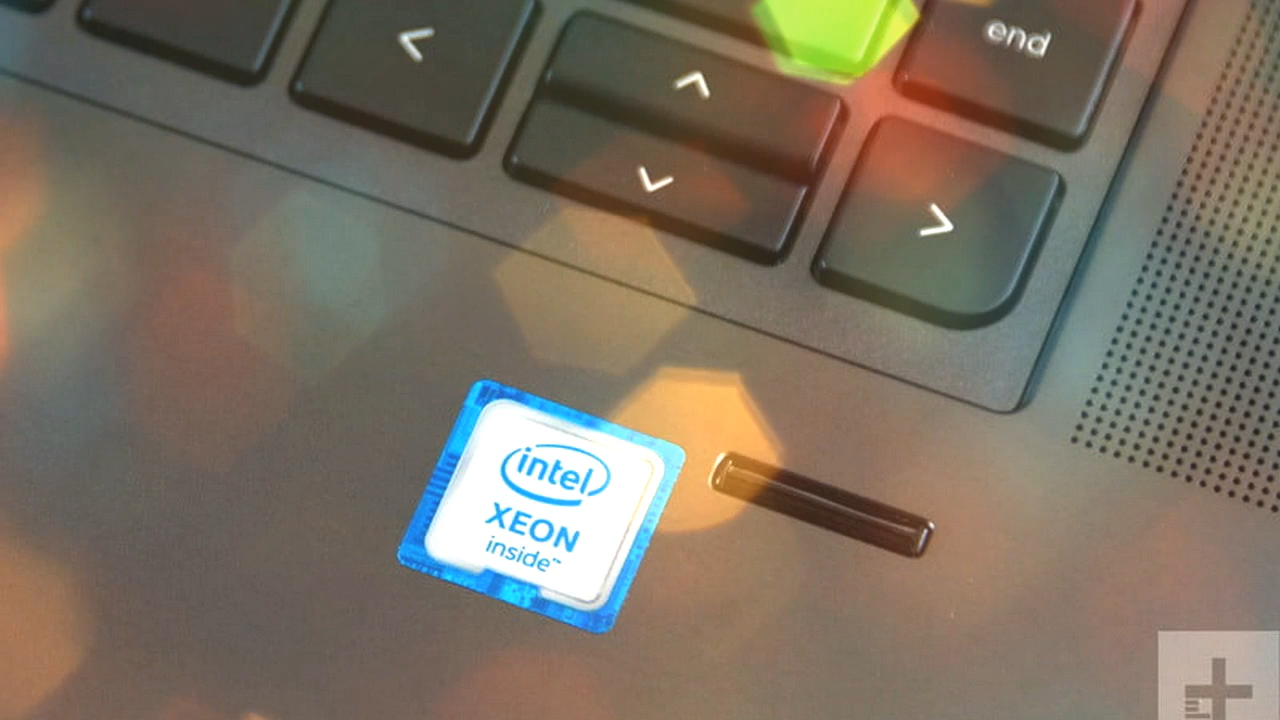 <
^
end
v
>
intel
XEON
inside™